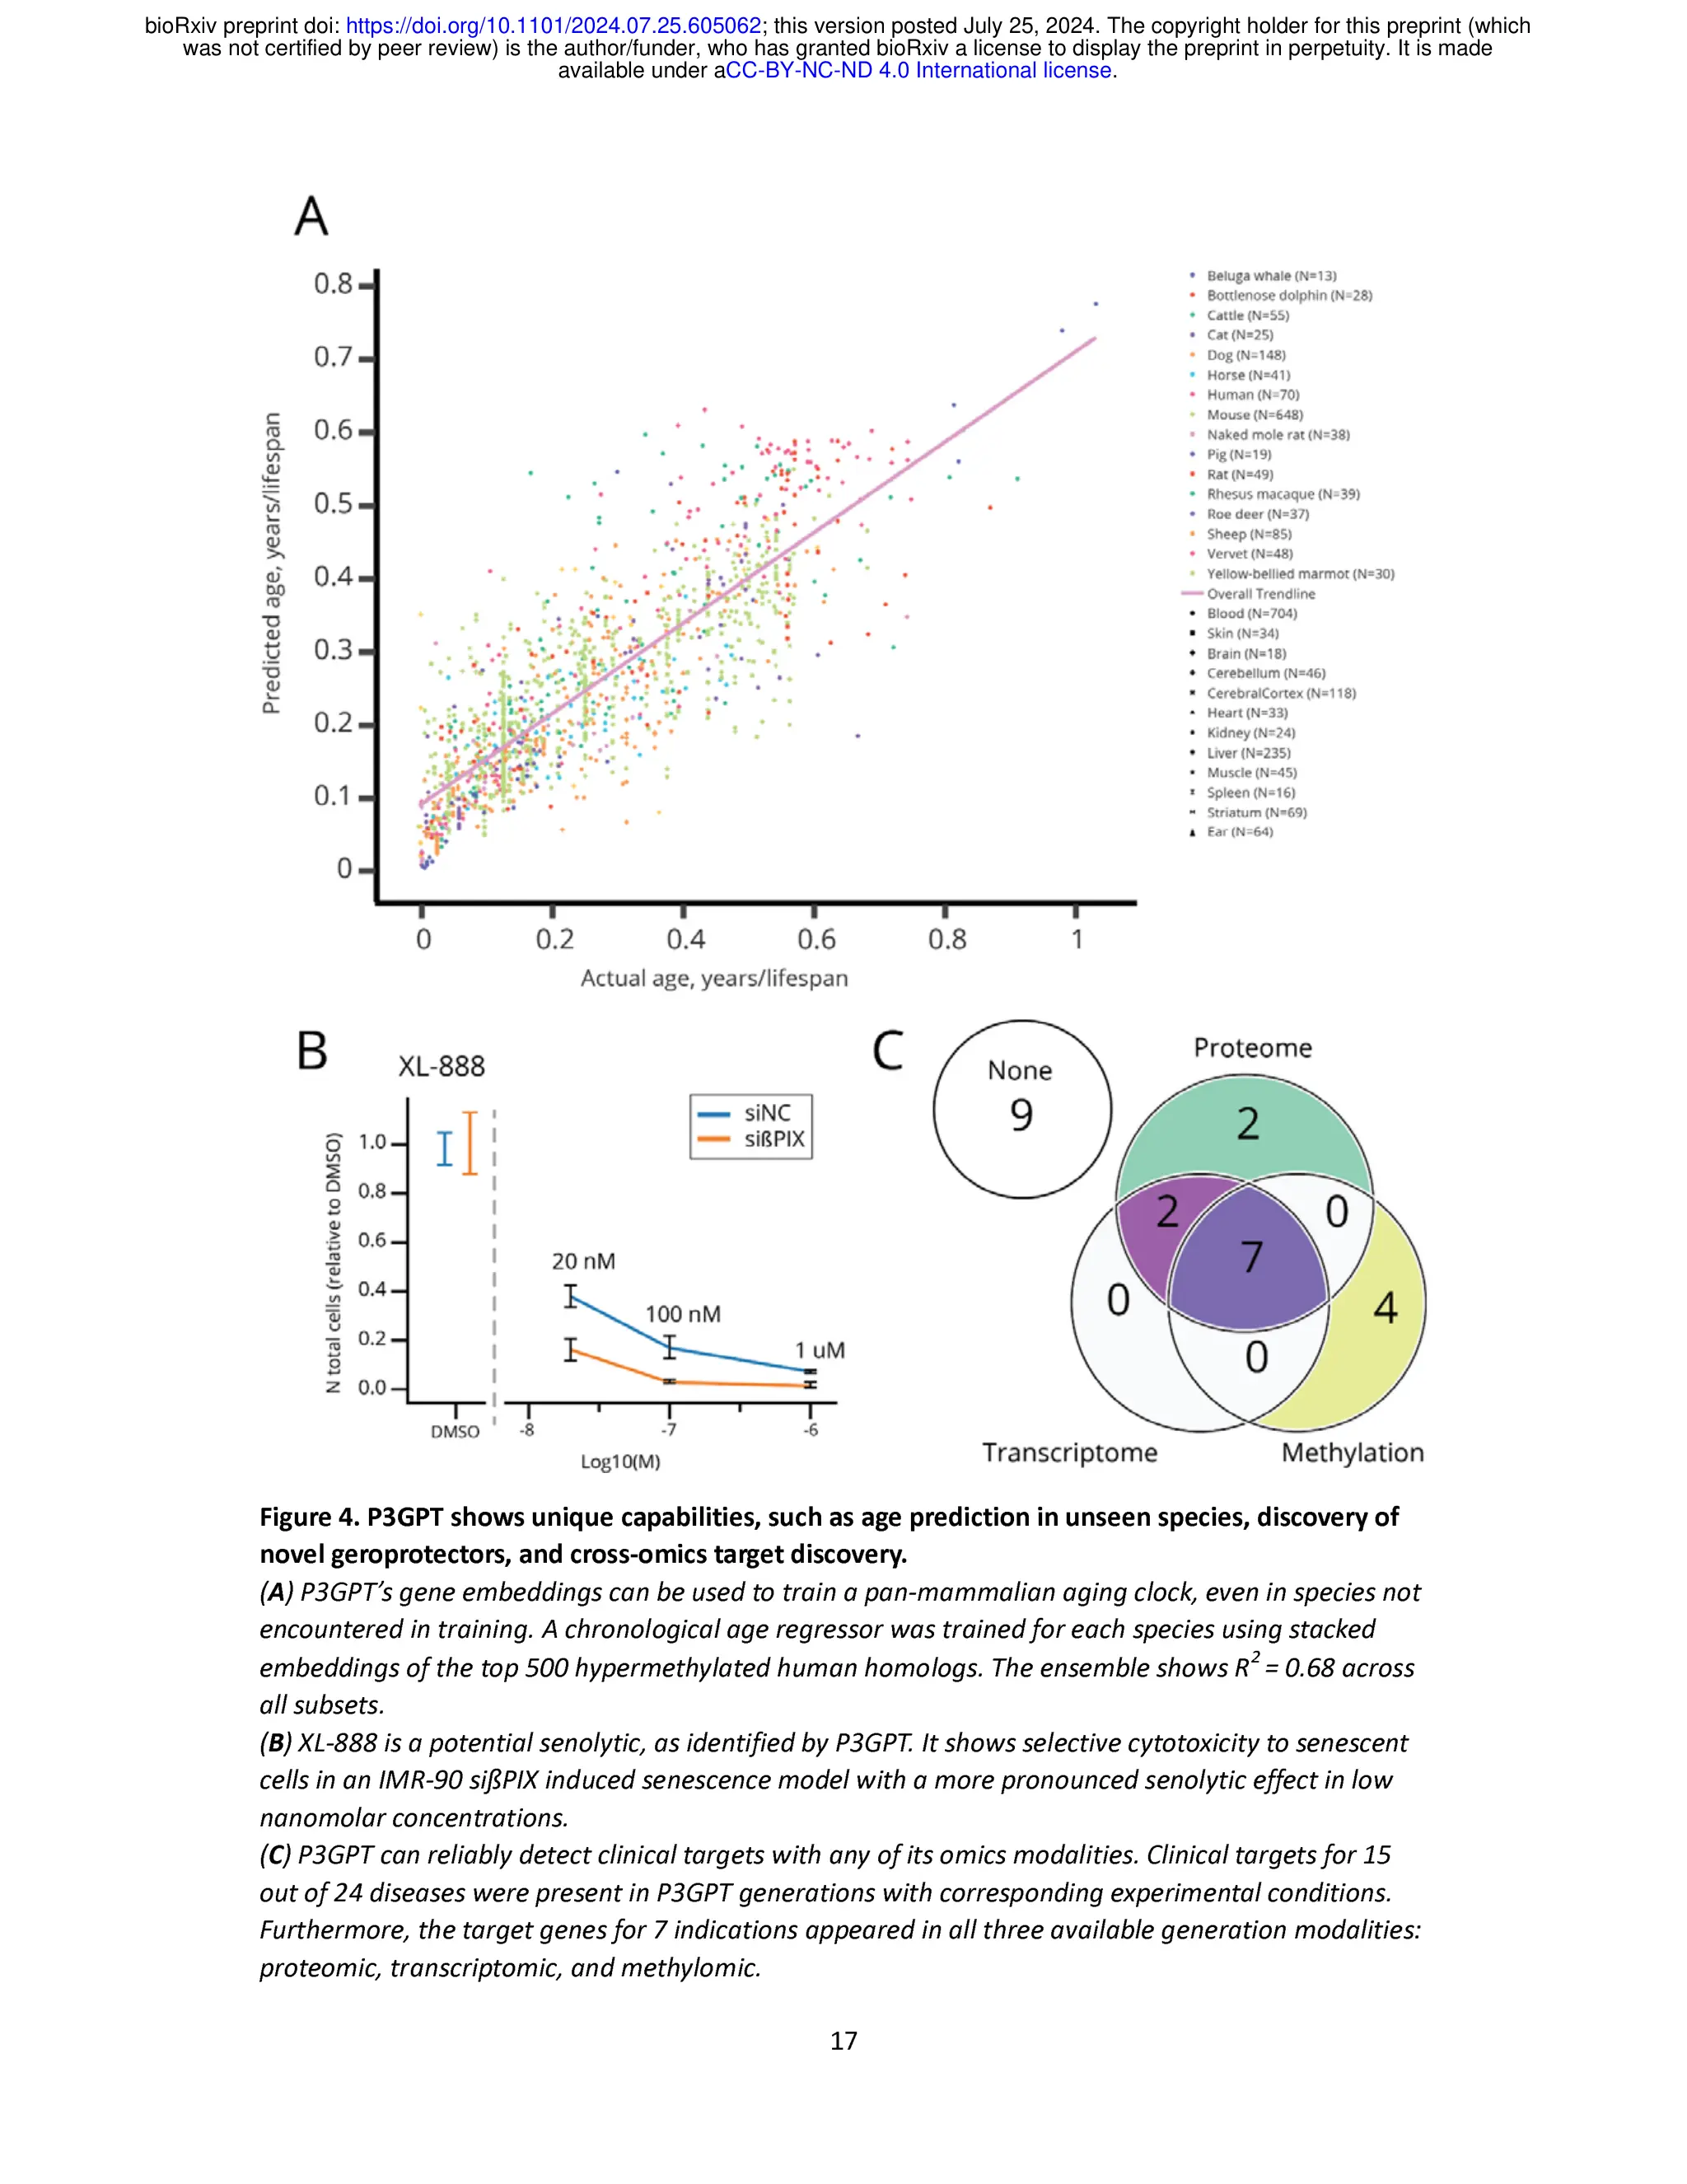 bioRxiv preprint doi: https://doi.org/10.1101/2024.07.25.605062; this version posted July 25, 2024. The copyright holder for this preprint (which
was not certified by peer review) is the author/funder, who has granted bioRxiv a license to display the preprint in perpetuity. It is made
available under aCC-BY-NC-ND 4.0 International license.
A
0.8
0.7
0.6
0.5
0.4
0.3
0.2
0.1
0
Predicted age, years/lifespan
0 0.2 0.4 0.6 0.8 1
Actual age, years/lifespan
Beluga whale (N=13)
Bottlenose dolphin (N=28)
Cattle (N=55)
Cat (N=25)
Dog (N=148)
Horse (N=41)
Human (N=70)
Mouse (N=648)
Naked mole rat (N=38)
Pig (N=19)
Rat (N=49)
Rhesus macaque (N=39)
Roe deer (N=37)
Sheep (N=85)
Vervet (N=48)
Yellow-bellied marmot (N=30)
Overall Trendline
Blood (N=704)
Skin (N=34)
Brain (N=18)
Cerebellum (N=46)
CerebralCortex (N=118)
Heart (N=33)
Kidney (N=24)
Liver (N=235)
Muscle (N=45)
Spleen (N=16)
Striatum (N=69)
Ear (N=64)
B
XL-888
siNC
sißPIX
1.0
0.8
0.6
0.4
0.2
0.0
N total cells (relative to DMSO)
20 nM
100 nM
1 uM
DMSO -8 -7 -6
Log10(M)
C
None
9
Proteome
2
2
0
7
0
4
0
Transcriptome
Methylation
Figure 4. P3GPT shows unique capabilities, such as age prediction in unseen species, discovery of
novel geroprotectors, and cross-omics target discovery.
(A) P3GPT’s gene embeddings can be used to train a pan-mammalian aging clock, even in species not
encountered in training. A chronological age regressor was trained for each species using stacked
embeddings of the top 500 hypermethylated human homologs. The ensemble shows R² = 0.68 across
all subsets.
(B) XL-888 is a potential senolytic, as identified by P3GPT. It shows selective cytotoxicity to senescent
cells in an IMR-90 sißPIX induced senescence model with a more pronounced senolytic effect in low
nanomolar concentrations.
(C) P3GPT can reliably detect clinical targets with any of its omics modalities. Clinical targets for 15
out of 24 diseases were present in P3GPT generations with corresponding experimental conditions.
Furthermore, the target genes for 7 indications appeared in all three available generation modalities:
proteomic, transcriptomic, and methylomic.
17